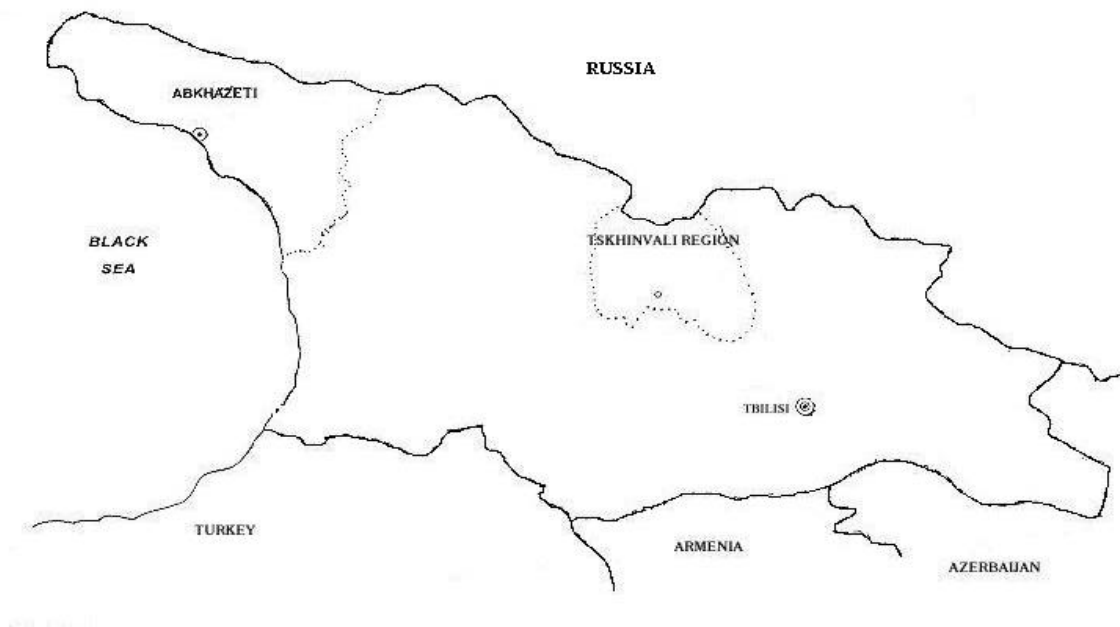 RUSSIA
ABKHAZETI
BLACK
SEA
TSKHINVALI REGION
TBILISI
TURKEY
ARMENIA
AZERBAIJAN